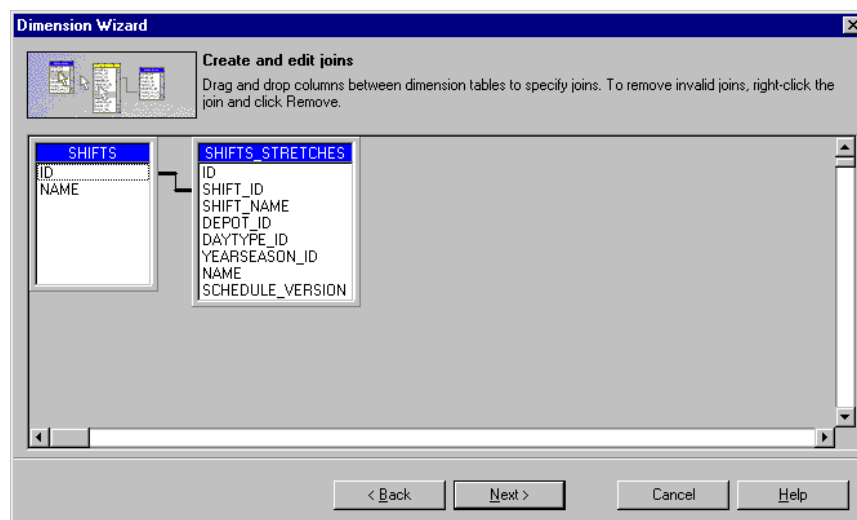 Dimension Wizard
Create and edit joins
Drag and drop columns between dimension tables to specify joins. To remove invalid joins, right-click the
join and click Remove.
SHIFTS
ID
NAME
SHIFTS_STRETCHES
ID
SHIFT_ID
SHIFT_NAME
DEPOT_ID
DAYTYPE_ID
YEARSEASON_ID
NAME
SCHEDULE_VERSION
< Back
Next >
Cancel
Help